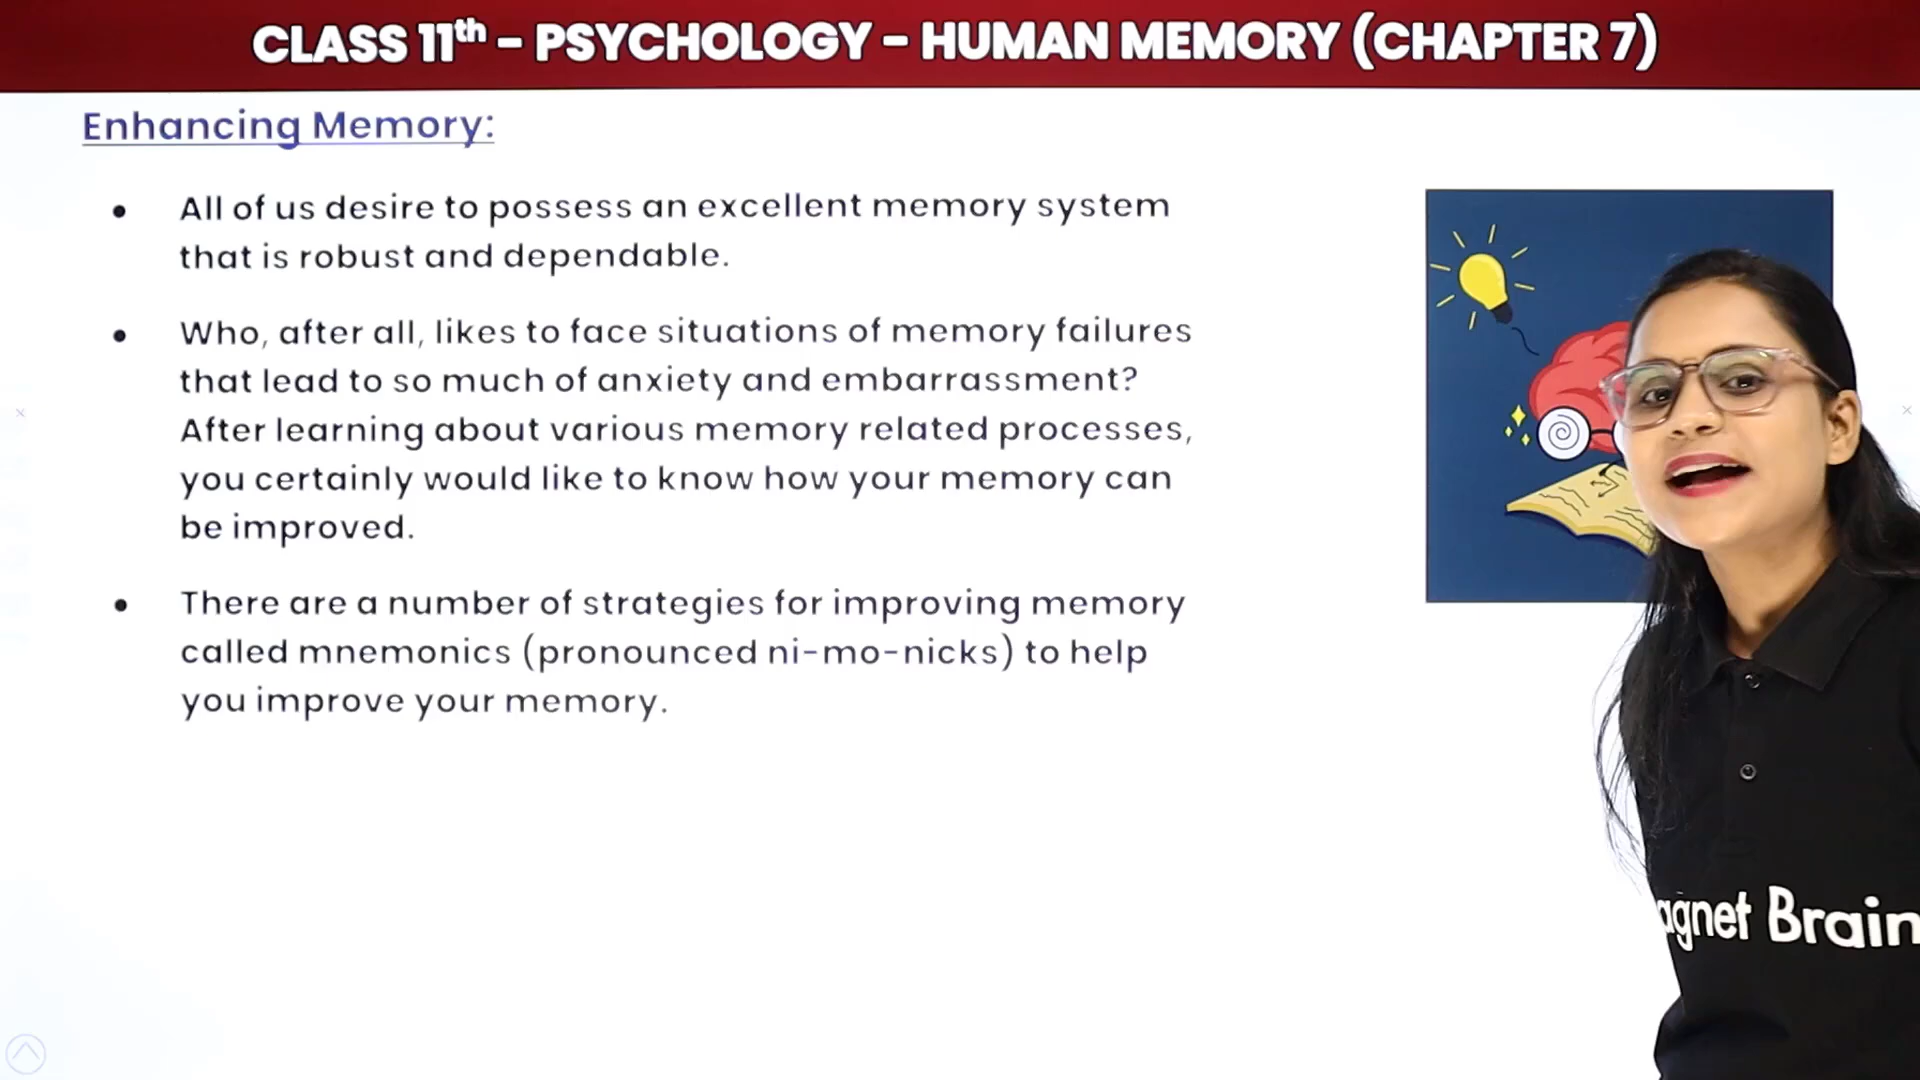 CLASS 11th - PSYCHOLOGY - HUMAN MEMORY (CHAPTER 7)
Enhancing Memory:
• All of us desire to possess an excellent memory system
that is robust and dependable.
• Who, after all, likes to face situations of memory failures
that lead to so much of anxiety and embarrassment?
After learning about various memory related processes,
you certainly would like to know how your memory can
be improved.
• There are a number of strategies for improving memory
called mnemonics (pronounced ni-mo-nicks) to help
you improve your memory.
agnet Brain